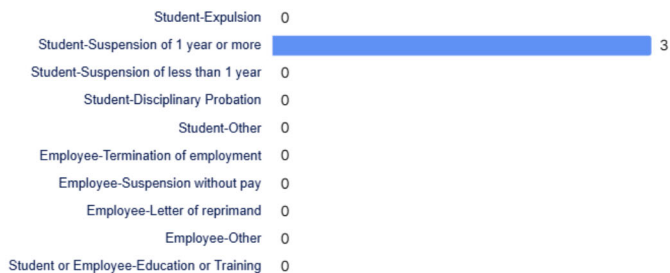 Student-Expulsion 0
Student-Suspension of 1 year or more 3
Student-Suspension of less than 1 year 0
Student-Disciplinary Probation 0
Student-Other 0
Employee-Termination of employment 0
Employee-Suspension without pay 0
Employee-Letter of reprimand 0
Employee-Other 0
Student or Employee-Education or Training 0